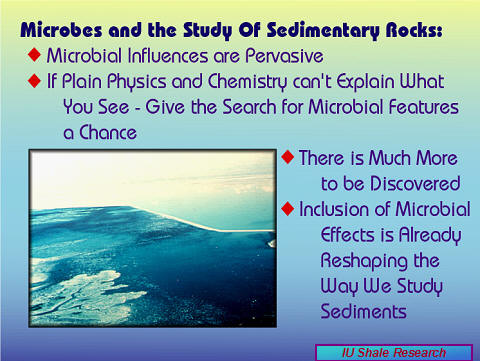 Microbes and the Study Of Sedimentary Rocks:
Microbial Influences are Pervasive
If Plain Physics and Chemistry can't Explain What
You See - Give the Search for Microbial Features
a Chance
There is Much More
to be Discovered
Inclusion of Microbial
Effects is Already
Reshaping the
Way We Study
Sediments
IU Shale Research